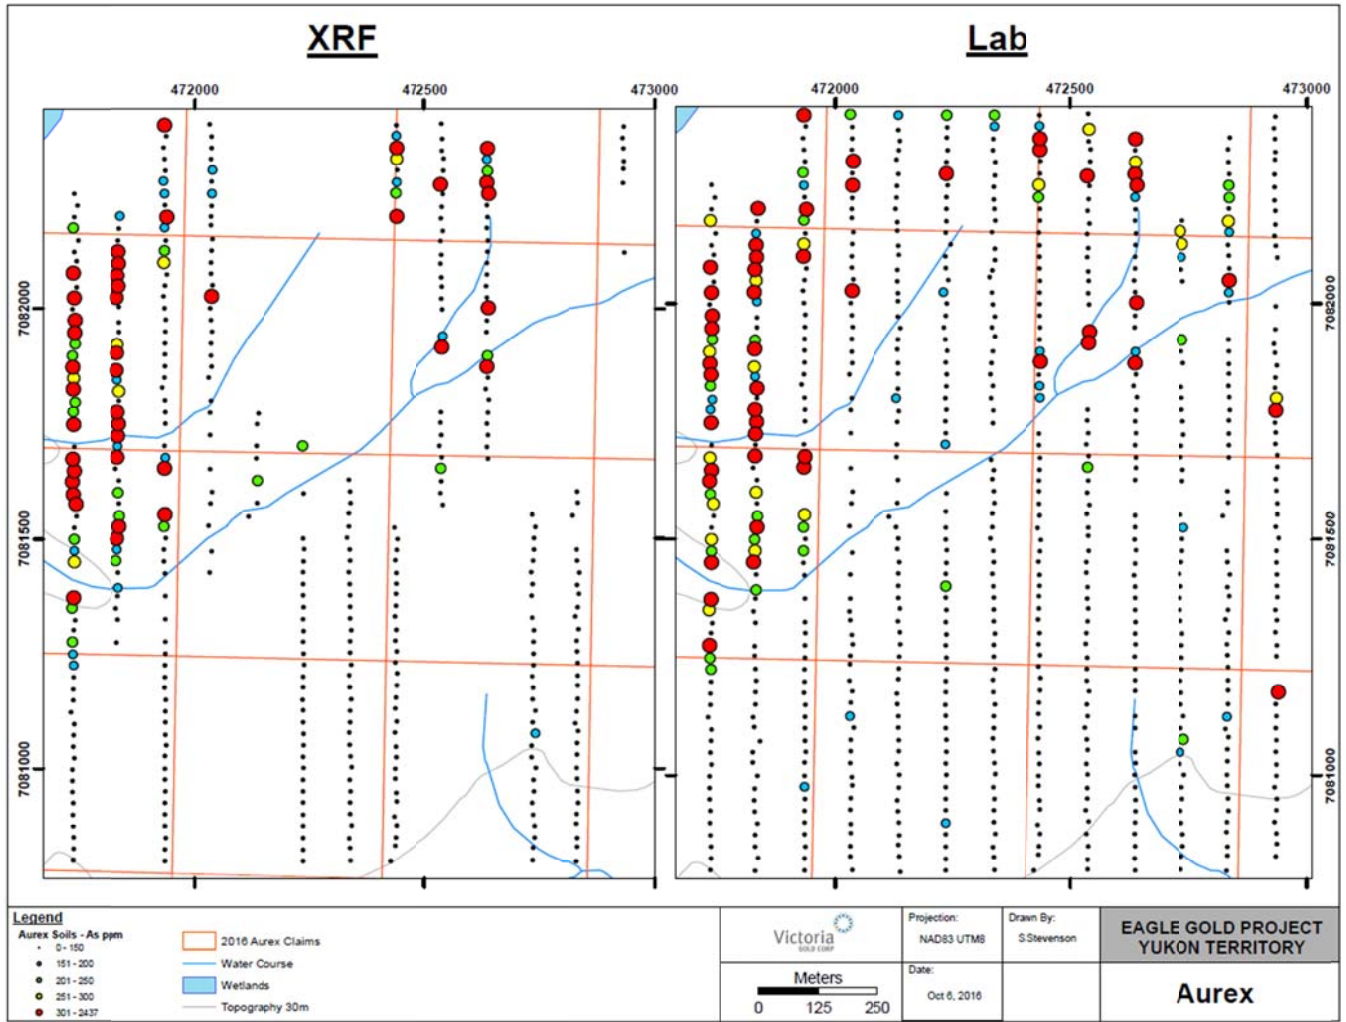 XRF
Lab
472000
472500
473000
472000
472500
473000
7082000
7081500
7081000
7082000
7081500
7081000
Legend
Aurex Soils - As ppm
0 - 150
151 - 200
201 - 250
251 - 300
301 - 2437
2016 Aurex Claims
Water Course
Wetlands
Topography 30m
Victoria
GOLD CORP
Meters
0 125 250
Projection:
NAD83 UTM8
Drawn By:
SStevenson
Date:
Oct 6, 2016
EAGLE GOLD PROJECT
YUKON TERRITORY
Aurex